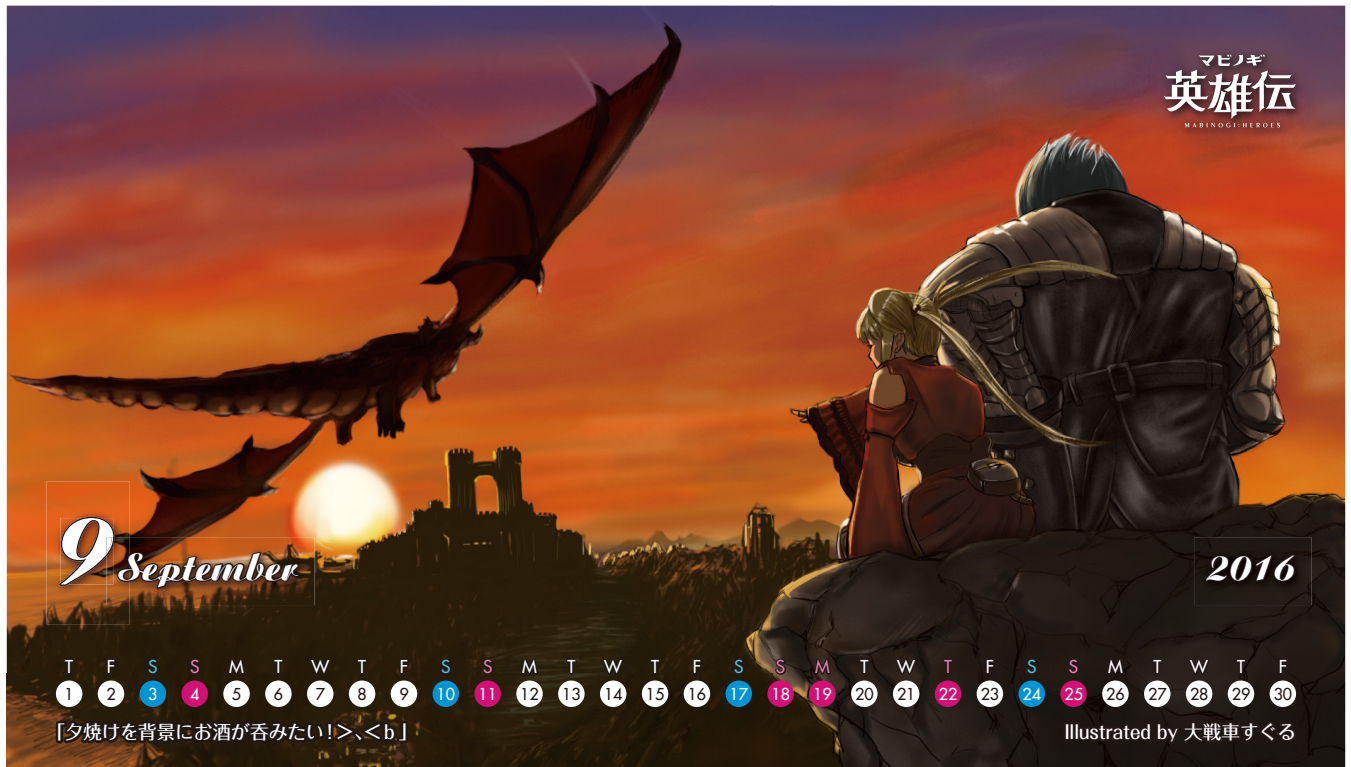 マビノギ
英雄伝
MABINOGI:HEROES
9 September
2016
T F S S M T W T F S S M T W T F S S M T W T F S S M T W T F
1 2 3 4 5 6 7 8 9 10 11 12 13 14 15 16 17 18 19 20 21 22 23 24 25 26 27 28 29 30
「夕焼けを背景にお酒が呑みたい!>、<b」
Illustrated by 大戦車すぐる